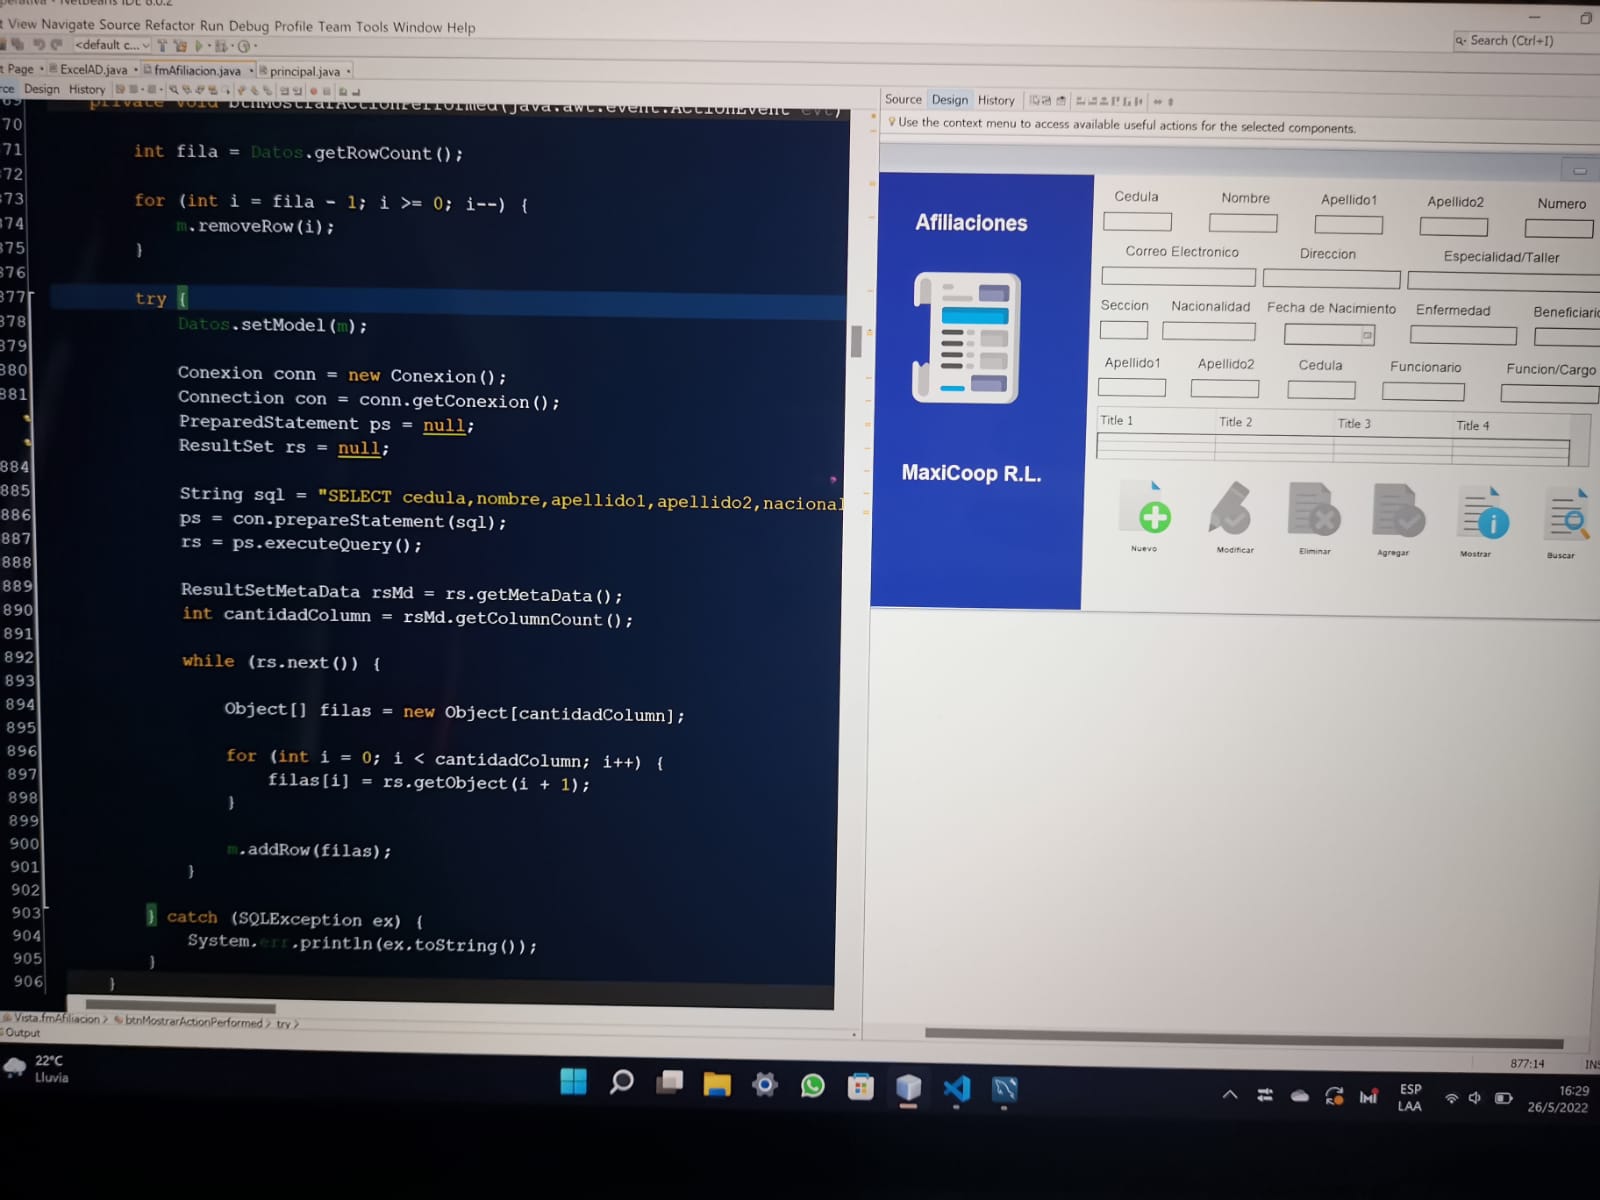 NetBeans IDE 8.0.2
View Navigate Source Refactor Run Debug Profile Team Tools Window Help
<default c...
Search (Ctrl+I)
Page
ExcelAD.java
fmAfiliacion.java
principal.java
Design History
private void btnMostrarActionPerformed(java.awt.event.ActionEvent evt)
70
71 int fila = Datos.getRowCount();
72
73 for (int i = fila - 1; i >= 0; i--) {
74 m.removeRow(i);
75 }
376
377 try {
378 Datos.setModel(m);
379
380 Conexion conn = new Conexion();
881 Connection con = conn.getConexion();
PreparedStatement ps = null;
ResultSet rs = null;
884
885 String sql = "SELECT cedula,nombre,apellido1,apellido2,nacional
886 ps = con.prepareStatement(sql);
887 rs = ps.executeQuery();
888
889 ResultSetMetaData rsMd = rs.getMetaData();
890 int cantidadColumn = rsMd.getColumnCount();
891
892 while (rs.next()) {
893
894 Object[] filas = new Object[cantidadColumn];
895
896 for (int i = 0; i < cantidadColumn; i++) {
897 filas[i] = rs.getObject(i + 1);
898 }
899
900 m.addRow(filas);
901 }
902
903 } catch (SQLException ex) {
904 System.err.println(ex.toString());
905 }
906 }
Vista.fmAfiliacion > btnMostrarActionPerformed > try >
Output
Source Design History
Use the context menu to access available useful actions for the selected components.
Afiliaciones
MaxiCoop R.L.
Cedula Nombre Apellido1 Apellido2 Numero
Correo Electronico Direccion Especialidad/Taller
Seccion Nacionalidad Fecha de Nacimiento Enfermedad Beneficiario
Apellido1 Apellido2 Cedula Funcionario Funcion/Cargo
Title 1 Title 2 Title 3 Title 4
Nuevo Modificar Eliminar Agregar Mostrar Buscar
877:14 INS
22°C
Lluvia
ESP
LAA
16:29
26/5/2022